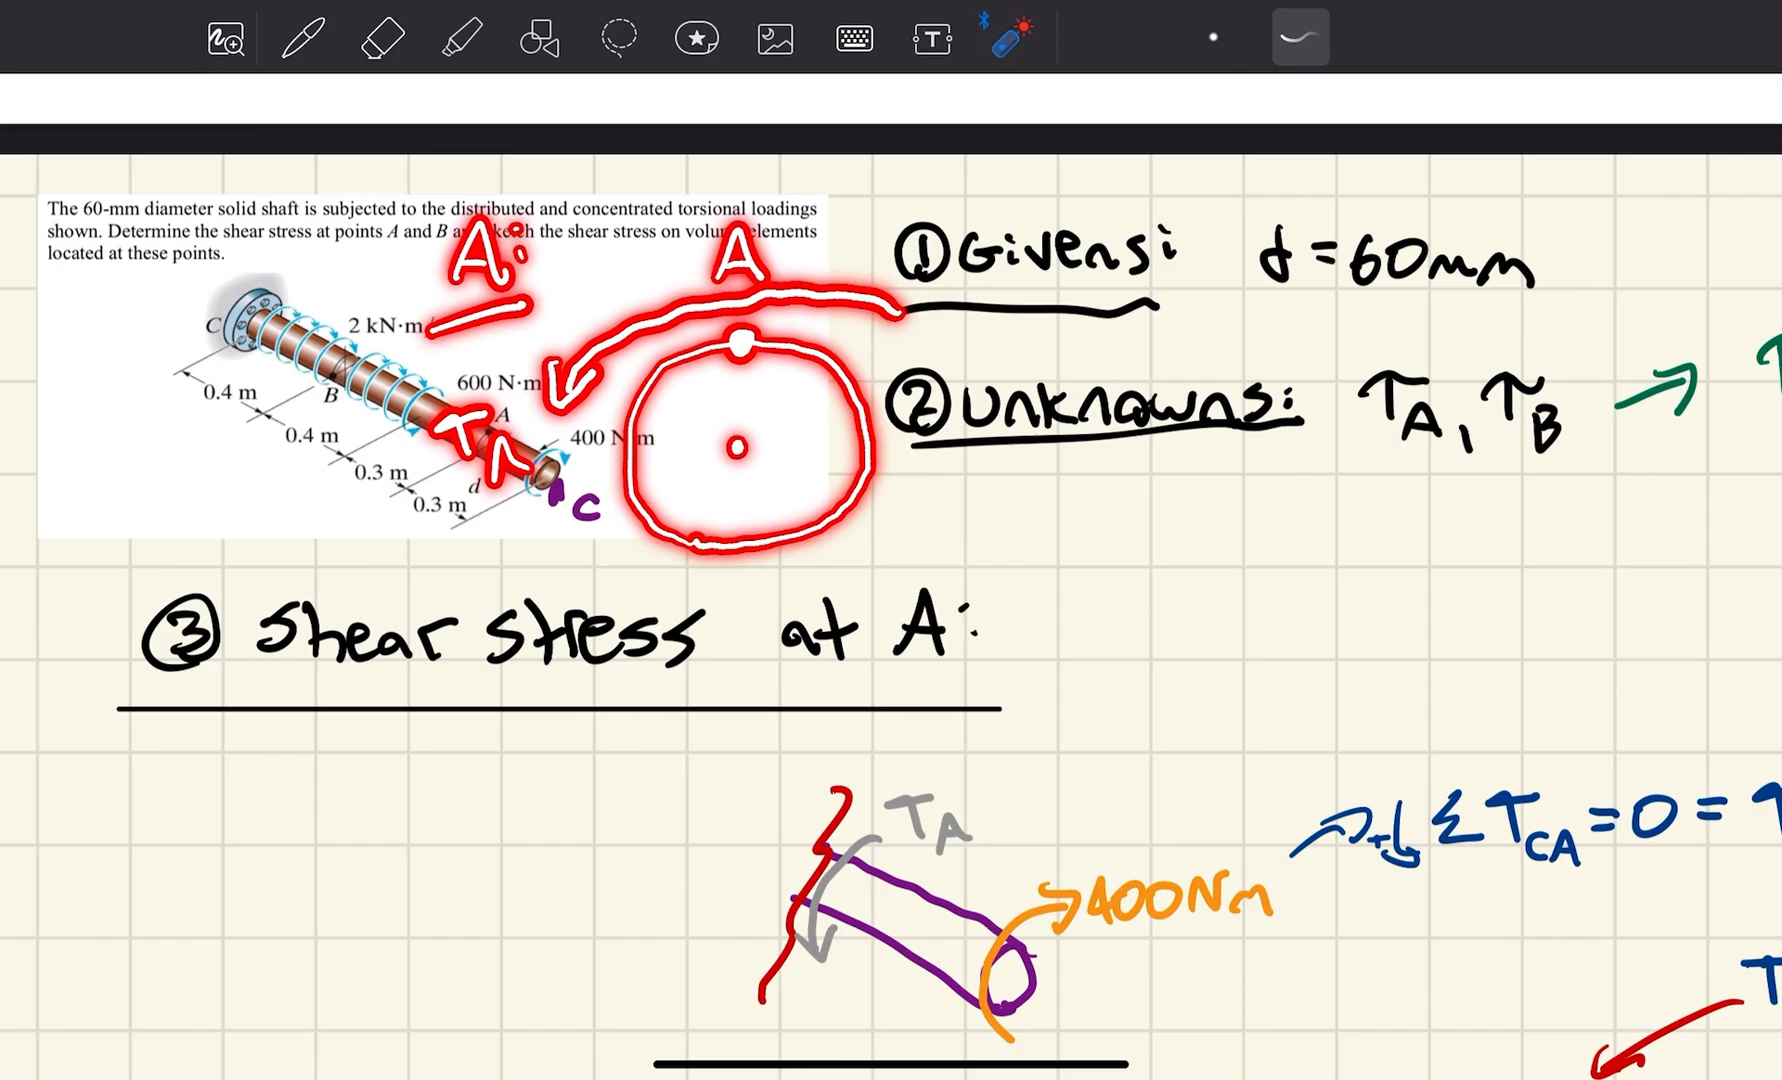 The 60-mm diameter solid shaft is subjected to the distributed and concentrated torsional loadings
shown. Determine the shear stress at points A and B the shear stress on elements
located at these points.
A:
A
C
2 kN·m
600 N·m
A
400 N m
B
0.4 m
0.4 m
0.3 m
0.3 m
d
TA
C
① Givens: d = 60mm
② Unknowns: τA, τB
③ Shear stress at A:
TA
400Nm
+ ΣTCA = 0 =